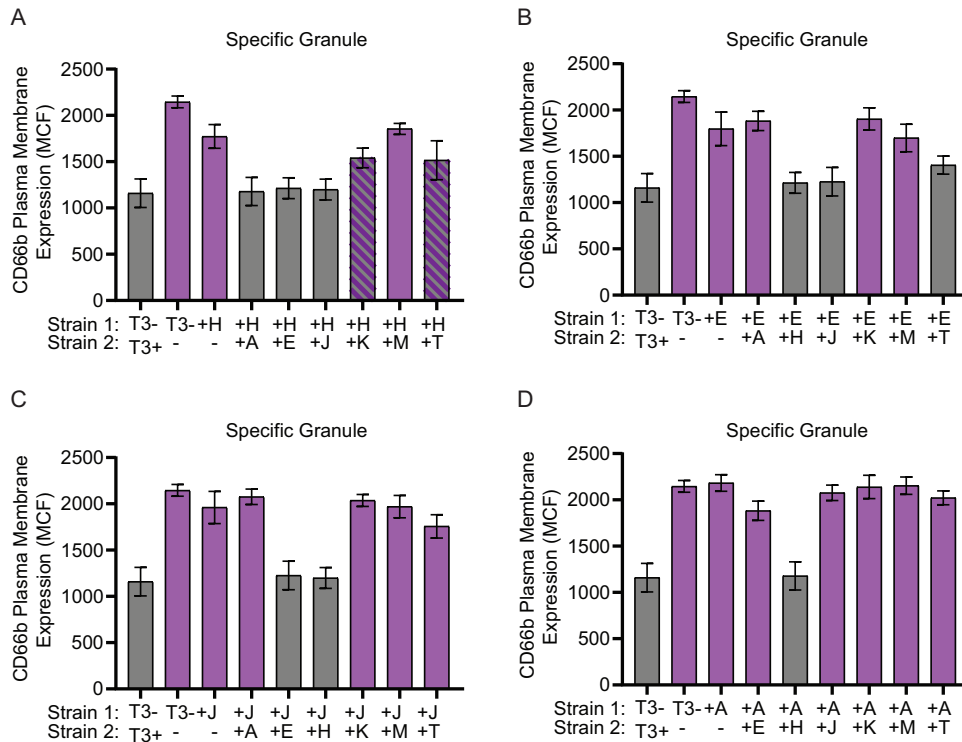 A
Specific Granule
CD66b Plasma Membrane
Expression (MCF)
2500
2000
1500
1000
500
0
Strain 1: T3- T3- +H +H +H +H +H +H +H
Strain 2: T3+ - - +A +E +J +K +M +T
B
Specific Granule
CD66b Plasma Membrane
Expression (MCF)
2500
2000
1500
1000
500
0
Strain 1: T3- T3- +E +E +E +E +E +E +E
Strain 2: T3+ - - +A +H +J +K +M +T
C
Specific Granule
CD66b Plasma Membrane
Expression (MCF)
2500
2000
1500
1000
500
0
Strain 1: T3- T3- +J +J +J +J +J +J +J
Strain 2: T3+ - - +A +E +H +K +M +T
D
Specific Granule
CD66b Plasma Membrane
Expression (MCF)
2500
2000
1500
1000
500
0
Strain 1: T3- T3- +A +A +A +A +A +A +A
Strain 2: T3+ - - +E +H +J +K +M +T